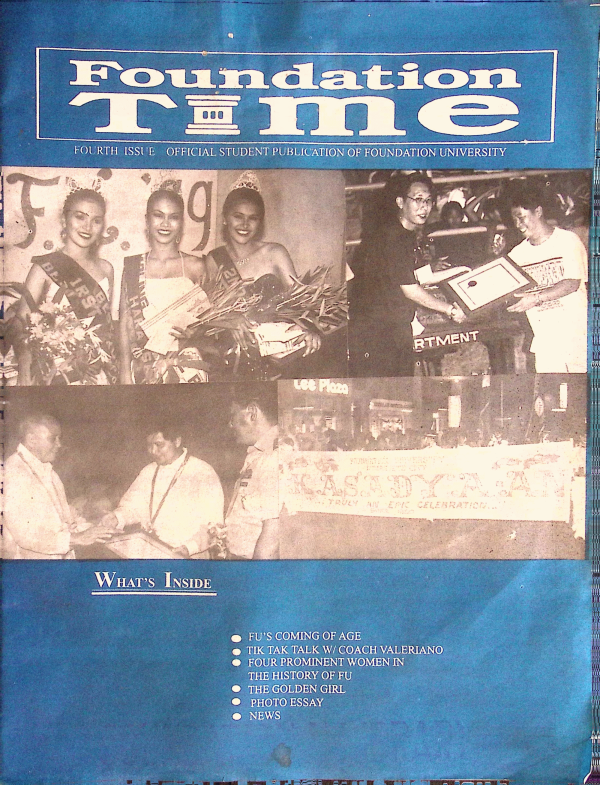 Foundation
Time
FOURTH ISSUE OFFICIAL STUDENT PUBLICATION OF FOUNDATION UNIVERSITY
Lee Plaza
RTMENT
KASADYAAN
TRULY AN EPIC CELEBRATION...
WHAT'S INSIDE
FU'S COMING OF AGE
TIK TAK TALK W/ COACH VALERIANO
FOUR PROMINENT WOMEN IN
THE HISTORY OF FU
THE GOLDEN GIRL
PHOTO ESSAY
NEWS